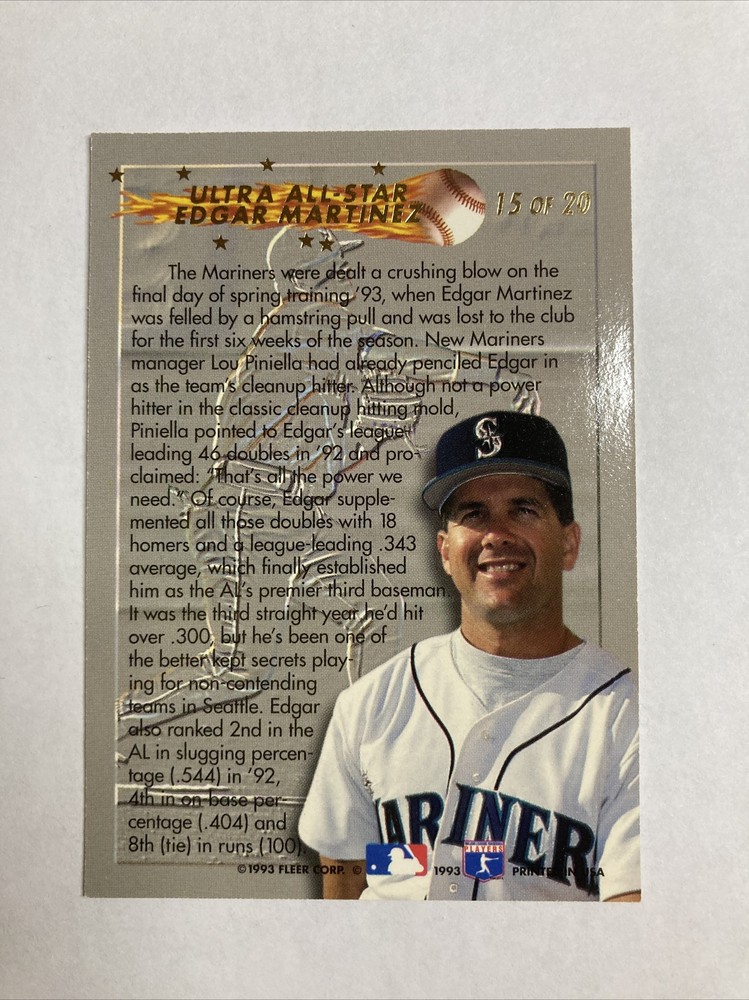 ULTRA ALL-STAR
EDGAR MARTINEZ
15 OF 20
The Mariners were dealt a crushing blow on the
final day of spring training '93, when Edgar Martinez
was felled by a hamstring pull and was lost to the club
for the first six weeks of the season. New Mariners
manager Lou Piniella had already penciled Edgar in
as the team's cleanup hitter. Although not a power
hitter in the classic cleanup hitting mold,
Piniella pointed to Edgar's league-
leading 46 doubles in '92 and pro-
claimed: "That's all the power we
need." Of course, Edgar supple-
mented all those doubles with 18
homers and a league-leading .343
average, which finally established
him as the AL's premier third baseman.
It was the third straight year he'd hit
over .300, but he's been one of
the better kept secrets play-
ing for non-contending
teams in Seattle. Edgar
also ranked 2nd in the
AL in slugging percen-
tage (.544) in '92,
4th in on-base per-
centage (.404) and
8th (tie) in runs (100).
S
MARINER
©1993 FLEER CORP. © 1993 PLAYERS PRINTED IN USA